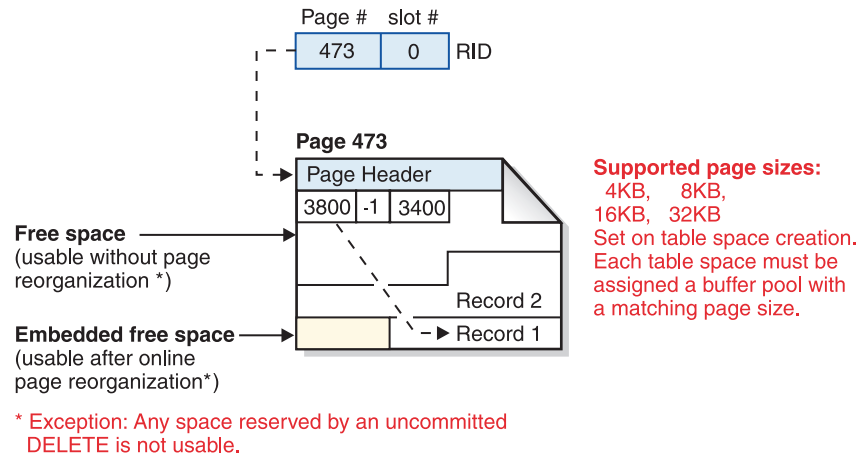 Page # slot #
473 0 RID
Page 473
Page Header
3800 -1 3400
Supported page sizes:
4KB, 8KB,
16KB, 32KB
Set on table space creation.
Each table space must be
assigned a buffer pool with
a matching page size.
Free space
(usable without page
reorganization *)
Record 2
Embedded free space
(usable after online
page reorganization*)
Record 1
* Exception: Any space reserved by an uncommitted
DELETE is not usable.